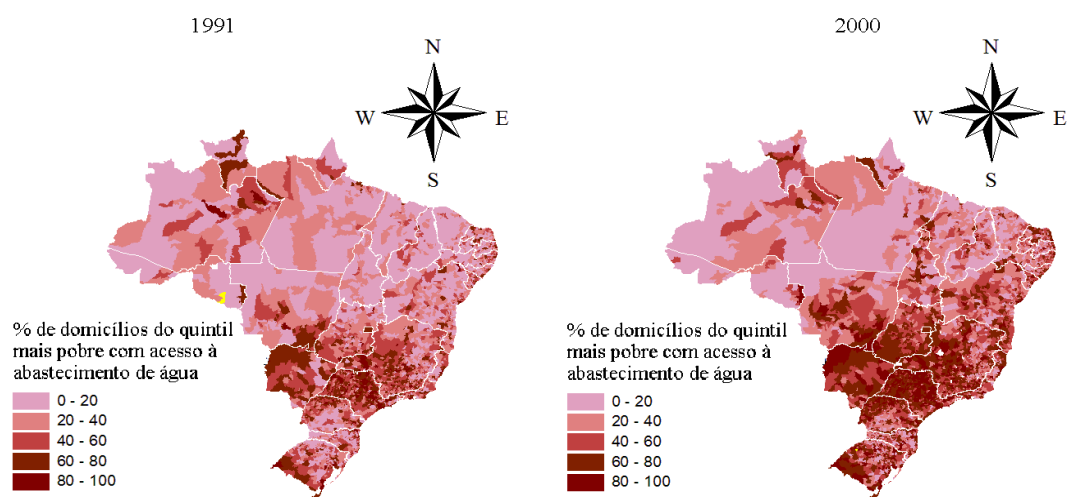 1991
N
W
E
S
% de domicílios do quintil
mais pobre com acesso à
abastecimento de água
0 - 20
20 - 40
40 - 60
60 - 80
80 - 100
2000
N
W
E
S
% de domicílios do quintil
mais pobre com acesso à
abastecimento de água
0 - 20
20 - 40
40 - 60
60 - 80
80 - 100